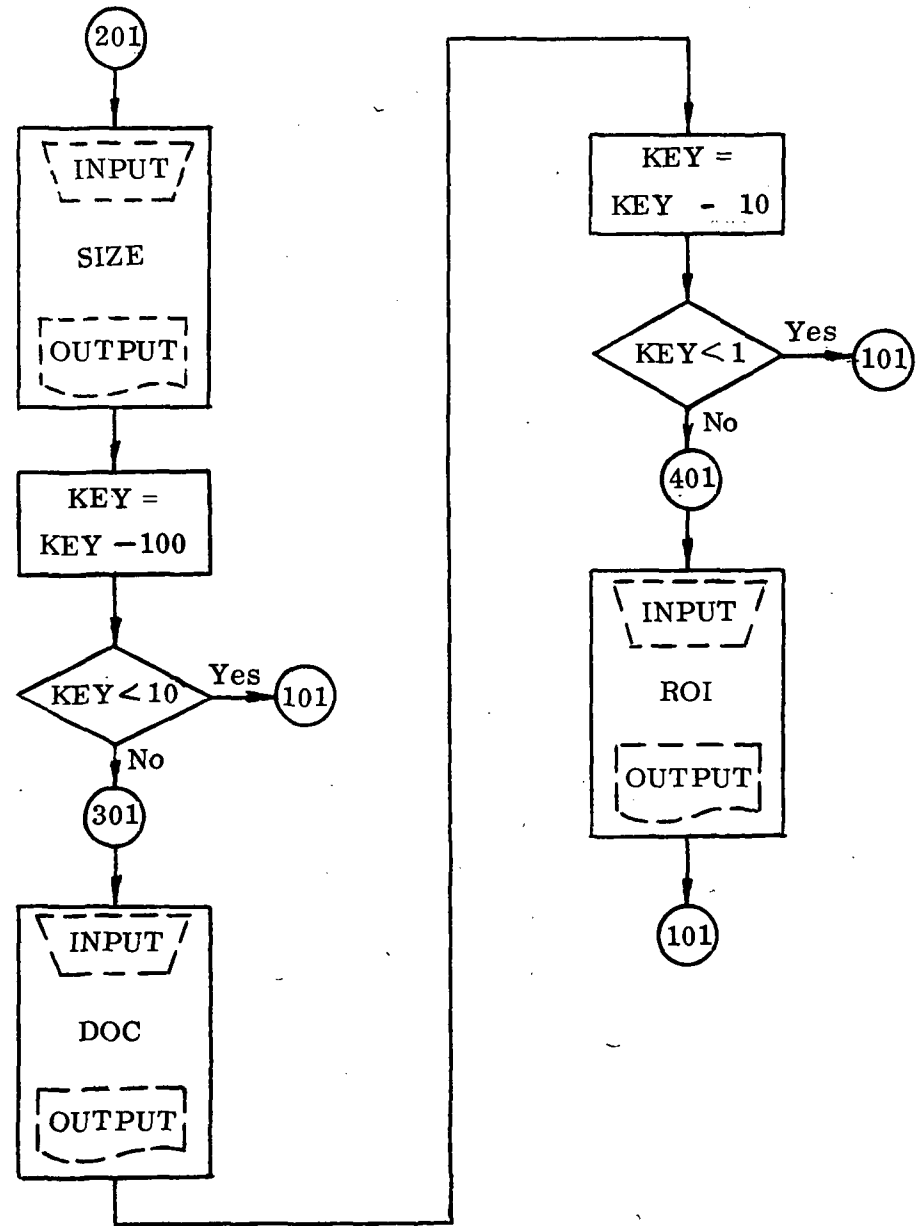 201
INPUT
SIZE
OUTPUT
KEY =
KEY -100
KEY < 10
Yes
101
No
301
INPUT
DOC
OUTPUT
KEY =
KEY - 10
KEY < 1
Yes
101
No
401
INPUT
ROI
OUTPUT
101